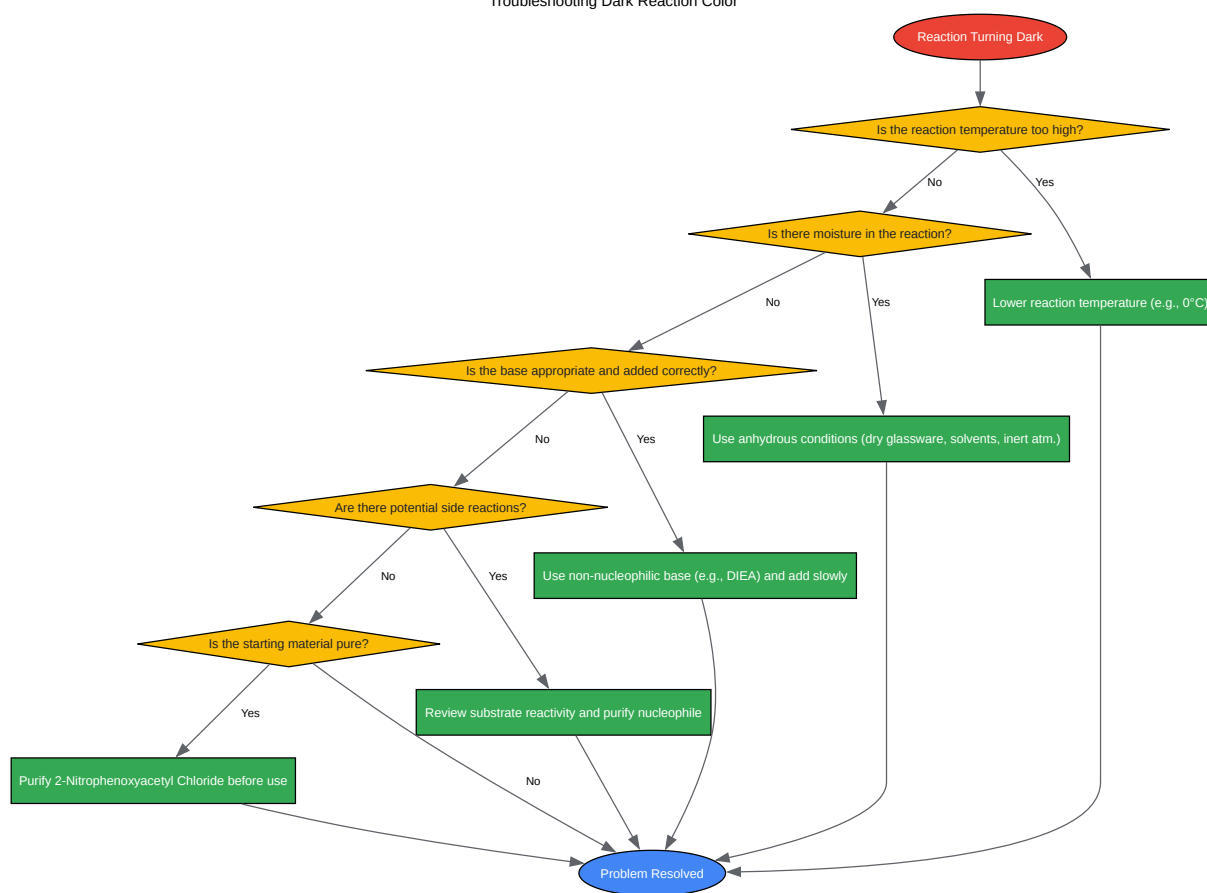 Troubleshooting Dark Reaction Color
Reaction Turning Dark
Is the reaction temperature too high?
No
Yes
Is there moisture in the reaction?
Lower reaction temperature (e.g., 0°C)
No
Yes
Is the base appropriate and added correctly?
Use anhydrous conditions (dry glassware, solvents, inert atm.)
No
Yes
Are there potential side reactions?
Use non-nucleophilic base (e.g., DIEA) and add slowly
No
Yes
Is the starting material pure?
Review substrate reactivity and purify nucleophile
Yes
No
Purify 2-Nitrophenoxyacetyl Chloride before use
Problem Resolved